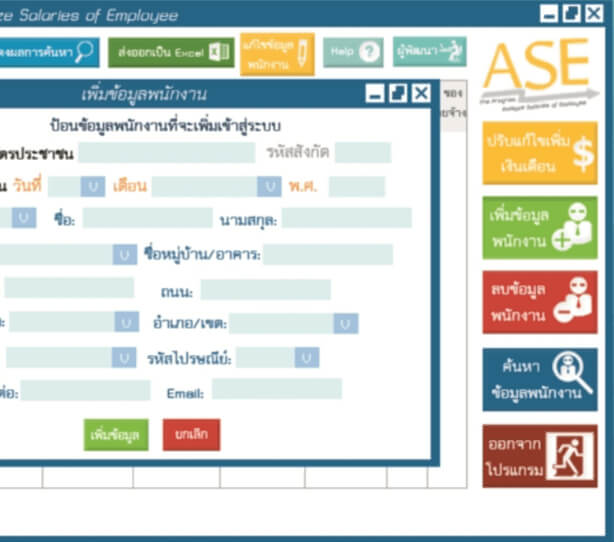 ze Salaries of Employee
งผลการค้นหา
ส่งออกเป็น Excel
แก้ไขข้อมูล
พนักงาน
Help
ผู้พัฒนา
ASE
ของ
เพิ่มข้อมูลพนักงาน
ป้อนข้อมูลพนักงานที่จะเพิ่มเข้าสู่ระบบ
ตรประชาชน
รหัสสังกัด
น วันที่
เดือน
พ.ศ.
ชื่อ:
นามสกุล:
ชื่อหมู่บ้าน/อาคาร:
ถนน:
อำเภอ/เขต:
รหัสไปรษณีย์:
ต่อ:
Email:
เพิ่มข้อมูล
ยกเลิก
ปรับแก้ไขเพิ่ม
เงินเดือน
เพิ่มข้อมูล
พนักงาน
ลบข้อมูล
พนักงาน
ค้นหา
ข้อมูลพนักงาน
ออกจาก
โปรแกรม